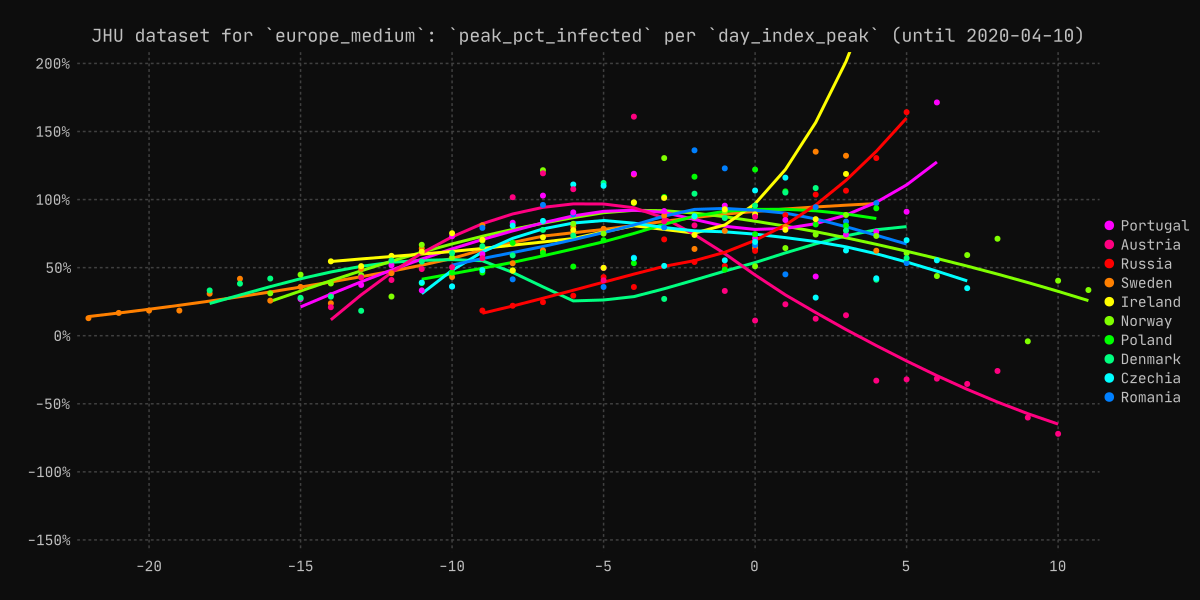 JHU dataset for `europe_medium`: `peak_pct_infected` per `day_index_peak` (until 2020-04-10)
200%
150%
100%
50%
0%
-50%
-100%
-150%
-20 -15 -10 -5 0 5 10
Portugal
Austria
Russia
Sweden
Ireland
Norway
Poland
Denmark
Czechia
Romania